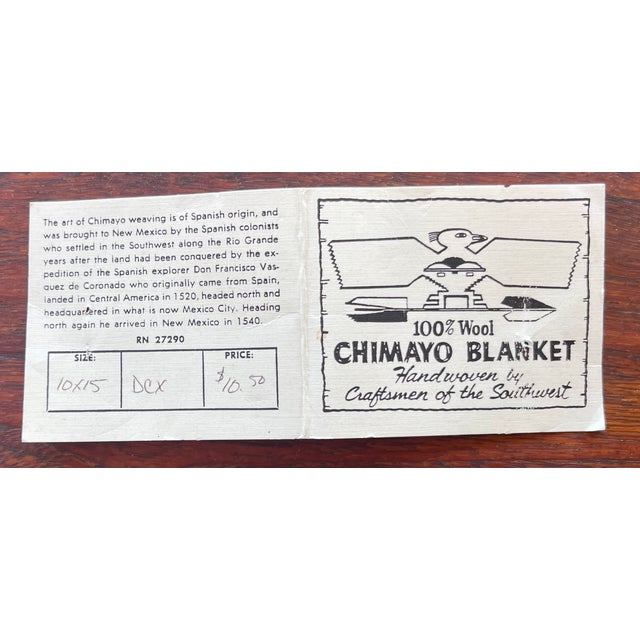 The art of Chimayo weaving is of Spanish origin, and
was brought to New Mexico by the Spanish colonists
who settled in the Southwest along the Rio Grande
years after the land had been conquered by the ex-
pedition of the Spanish explorer Don Francisco Vas-
quez de Coronado who originally came from Spain,
landed in Central America in 1520, headed north and
headquartered in what is now Mexico City. Heading
north again he arrived in New Mexico in 1540.
RN 27290
SIZE: PRICE:
10x15 DCX $10.50
100% Wool
CHIMAYO BLANKET
Handwoven by
Craftsmen of the Southwest